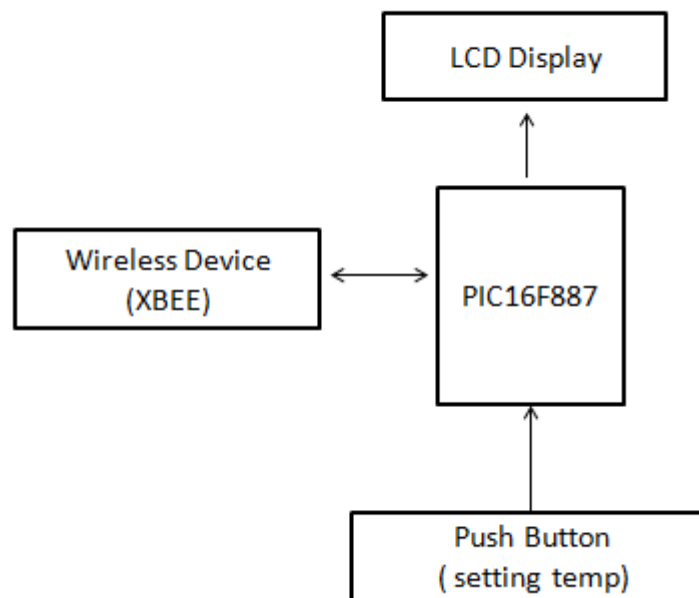 LCD Display
Wireless Device
(XBEE)
PIC16F887
Push Button
( setting temp)